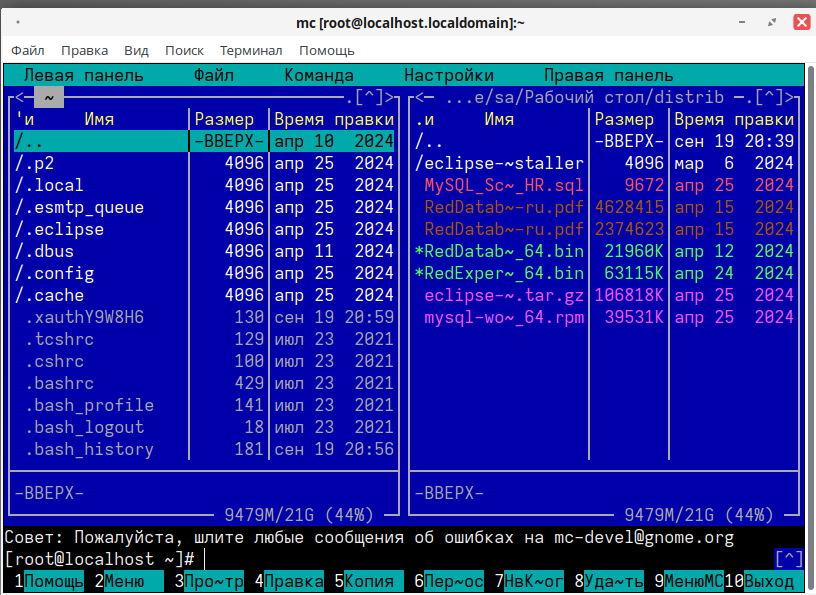 mc [root@localhost.localdomain]:~
Файл Правка Вид Поиск Терминал Помощь
Левая панель Файл Команда Настройки Правая панель
<— ~ .[^]> <— ...е/sa/Рабочий стол/distrib —.[^]>
'и Имя Размер Время правки .и Имя Размер Время правки
/.. –ВВЕРХ– апр 10 2024 /.. –ВВЕРХ– сен 19 20:39
/.p2 4096 апр 25 2024 /eclipse-~staller 4096 мар 6 2024
/.local 4096 апр 25 2024 MySQL_Sc~_HR.sql 9672 апр 25 2024
/.esmtp_queue 4096 апр 25 2024 RedDatab~-ru.pdf 4628415 апр 15 2024
/.eclipse 4096 апр 25 2024 RedDatab~-ru.pdf 2374623 апр 15 2024
/.dbus 4096 апр 11 2024 *RedDatab~_64.bin 21960K апр 12 2024
/.config 4096 апр 25 2024 *RedExper~_64.bin 63115K апр 24 2024
/.cache 4096 апр 25 2024 eclipse-~.tar.gz 106818K апр 25 2024
.xauthY9W8H6 130 сен 19 20:59 mysql-wo~_64.rpm 39531K апр 25 2024
.tcshrc 129 июл 23 2021
.cshrc 100 июл 23 2021
.bashrc 429 июл 23 2021
.bash_profile 141 июл 23 2021
.bash_logout 18 июл 23 2021
.bash_history 181 сен 19 20:56
–ВВЕРХ– –ВВЕРХ–
9479M/21G (44%) 9479M/21G (44%)
Совет: Пожалуйста, шлите любые сообщения об ошибках на mc-devel@gnome.org
[root@localhost ~]# [^]
1Помощь 2Меню 3Про~тр 4Правка 5Копия 6Пер~ос 7НвК~ог 8Уда~ть 9МенюМС 10Выход